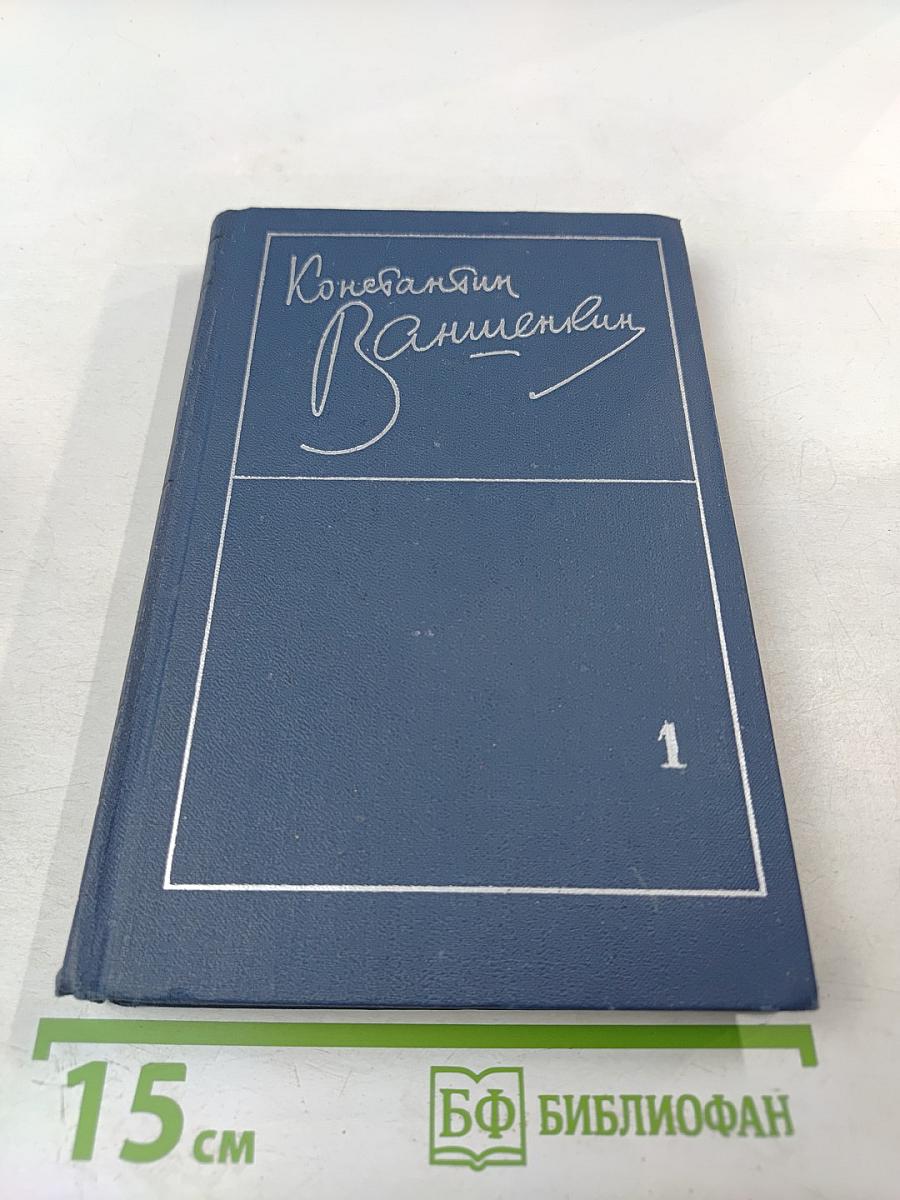 Константин
Ваншенкин
1
15 см
БФ БИБЛИОФАН